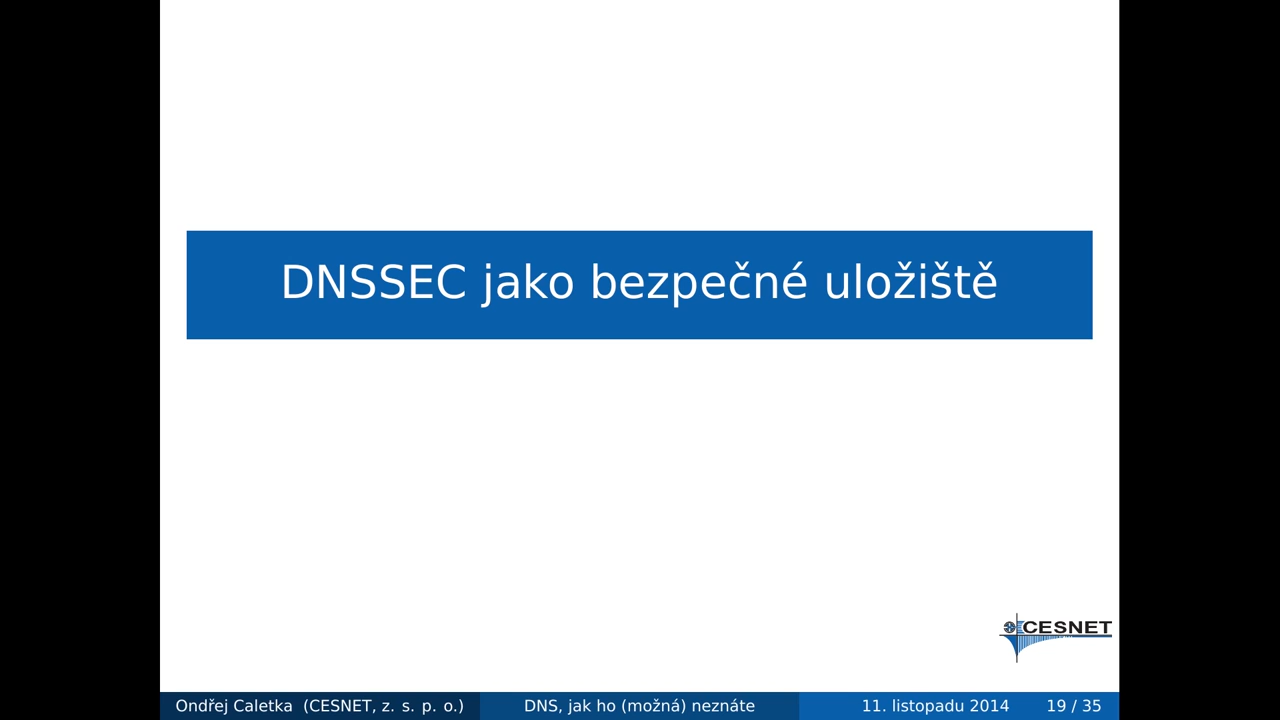 DNSSEC jako bezpečné uložiště
CESNET
Ondřej Caletka (CESNET, z. s. p. o.)
DNS, jak ho (možná) neznáte
11. listopadu 2014
19 / 35